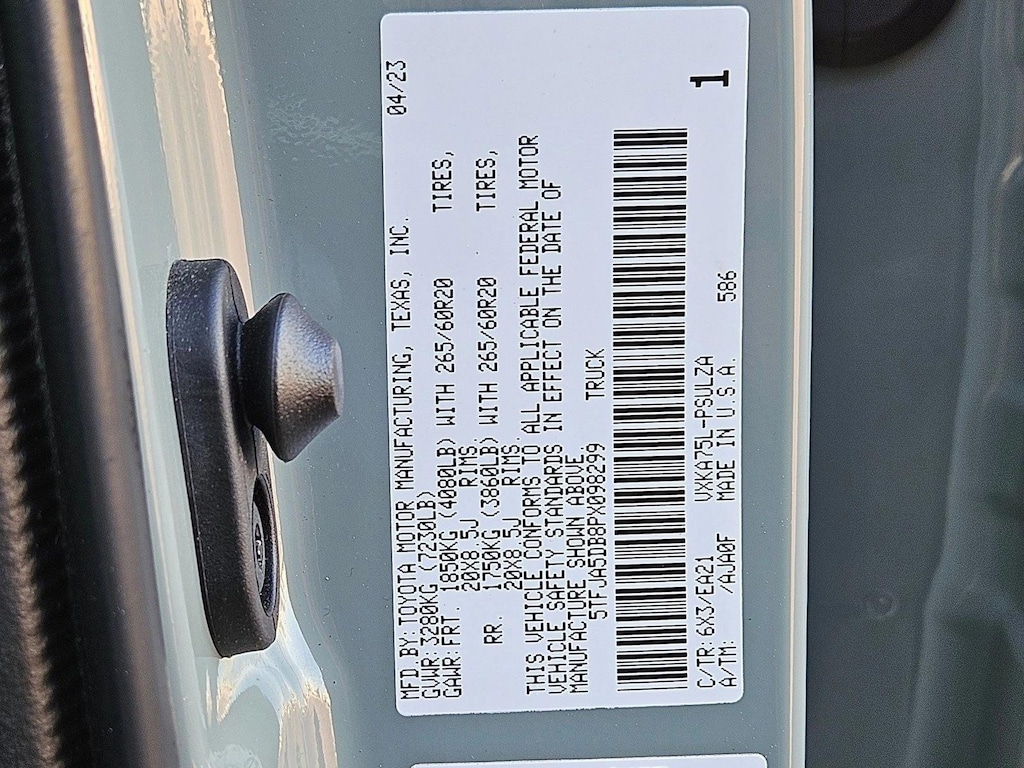 MFD.BY:TOYOTA MOTOR MANUFACTURING, TEXAS, INC. 04/23
GVWR:3280KG (7230LB)
GAWR:FRT. 1850KG (4080LB) WITH 265/60R20 TIRES,
20X8.5J RIMS.
RR. 1750KG (3860LB) WITH 265/60R20 TIRES,
20X8.5J RIMS.
THIS VEHICLE CONFORMS TO ALL APPLICABLE FEDERAL MOTOR
VEHICLE SAFETY STANDARDS IN EFFECT ON THE DATE OF
MANUFACTURE SHOWN ABOVE.
5TFJA5DB8PX098299 TRUCK
C/TR:6X3/EA21 VXKA75L-PSULZA 1
A/TM: /AJA0F MADE IN U.S.A. 586